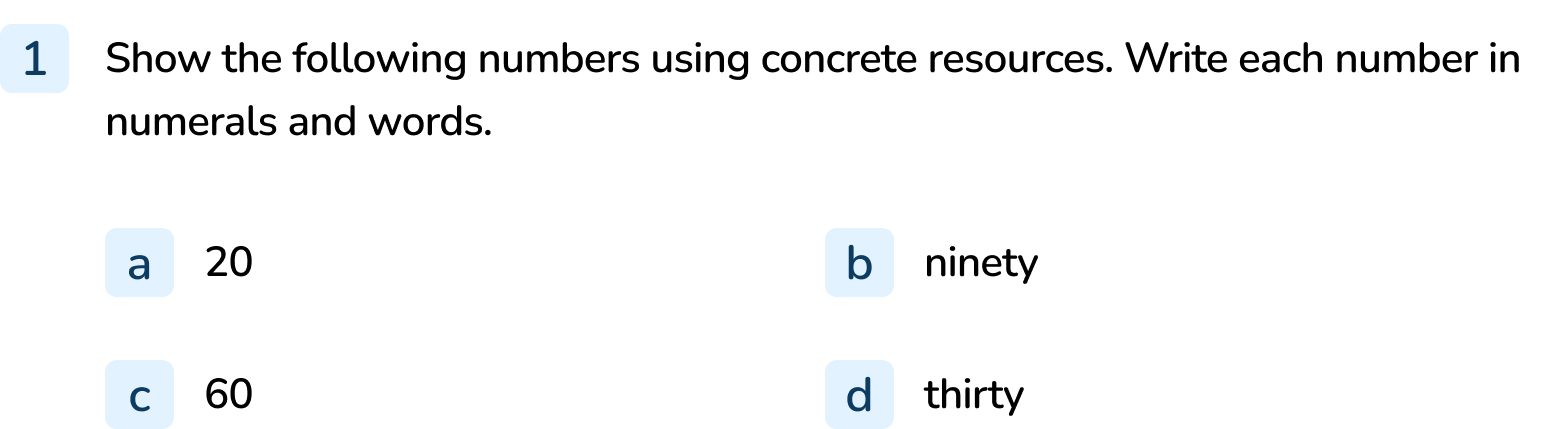 1 Show the following numbers using concrete resources. Write each number in
numerals and words.
a 20 b ninety
c 60 d thirty